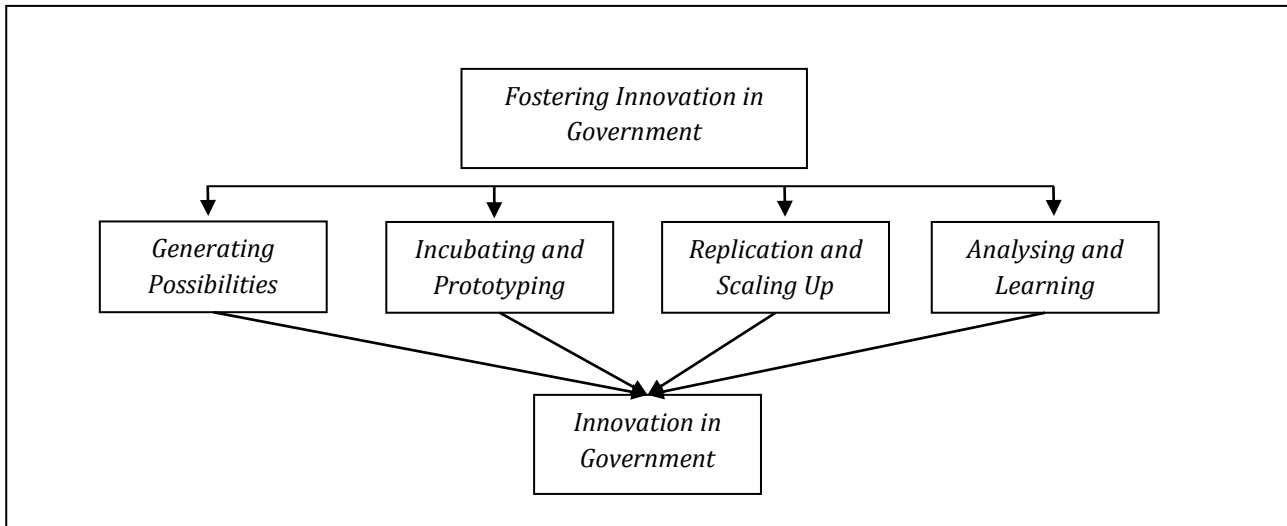 Fostering Innovation in
Government
Generating
Possibilities
Incubating and
Prototyping
Replication and
Scaling Up
Analysing and
Learning
Innovation in
Government